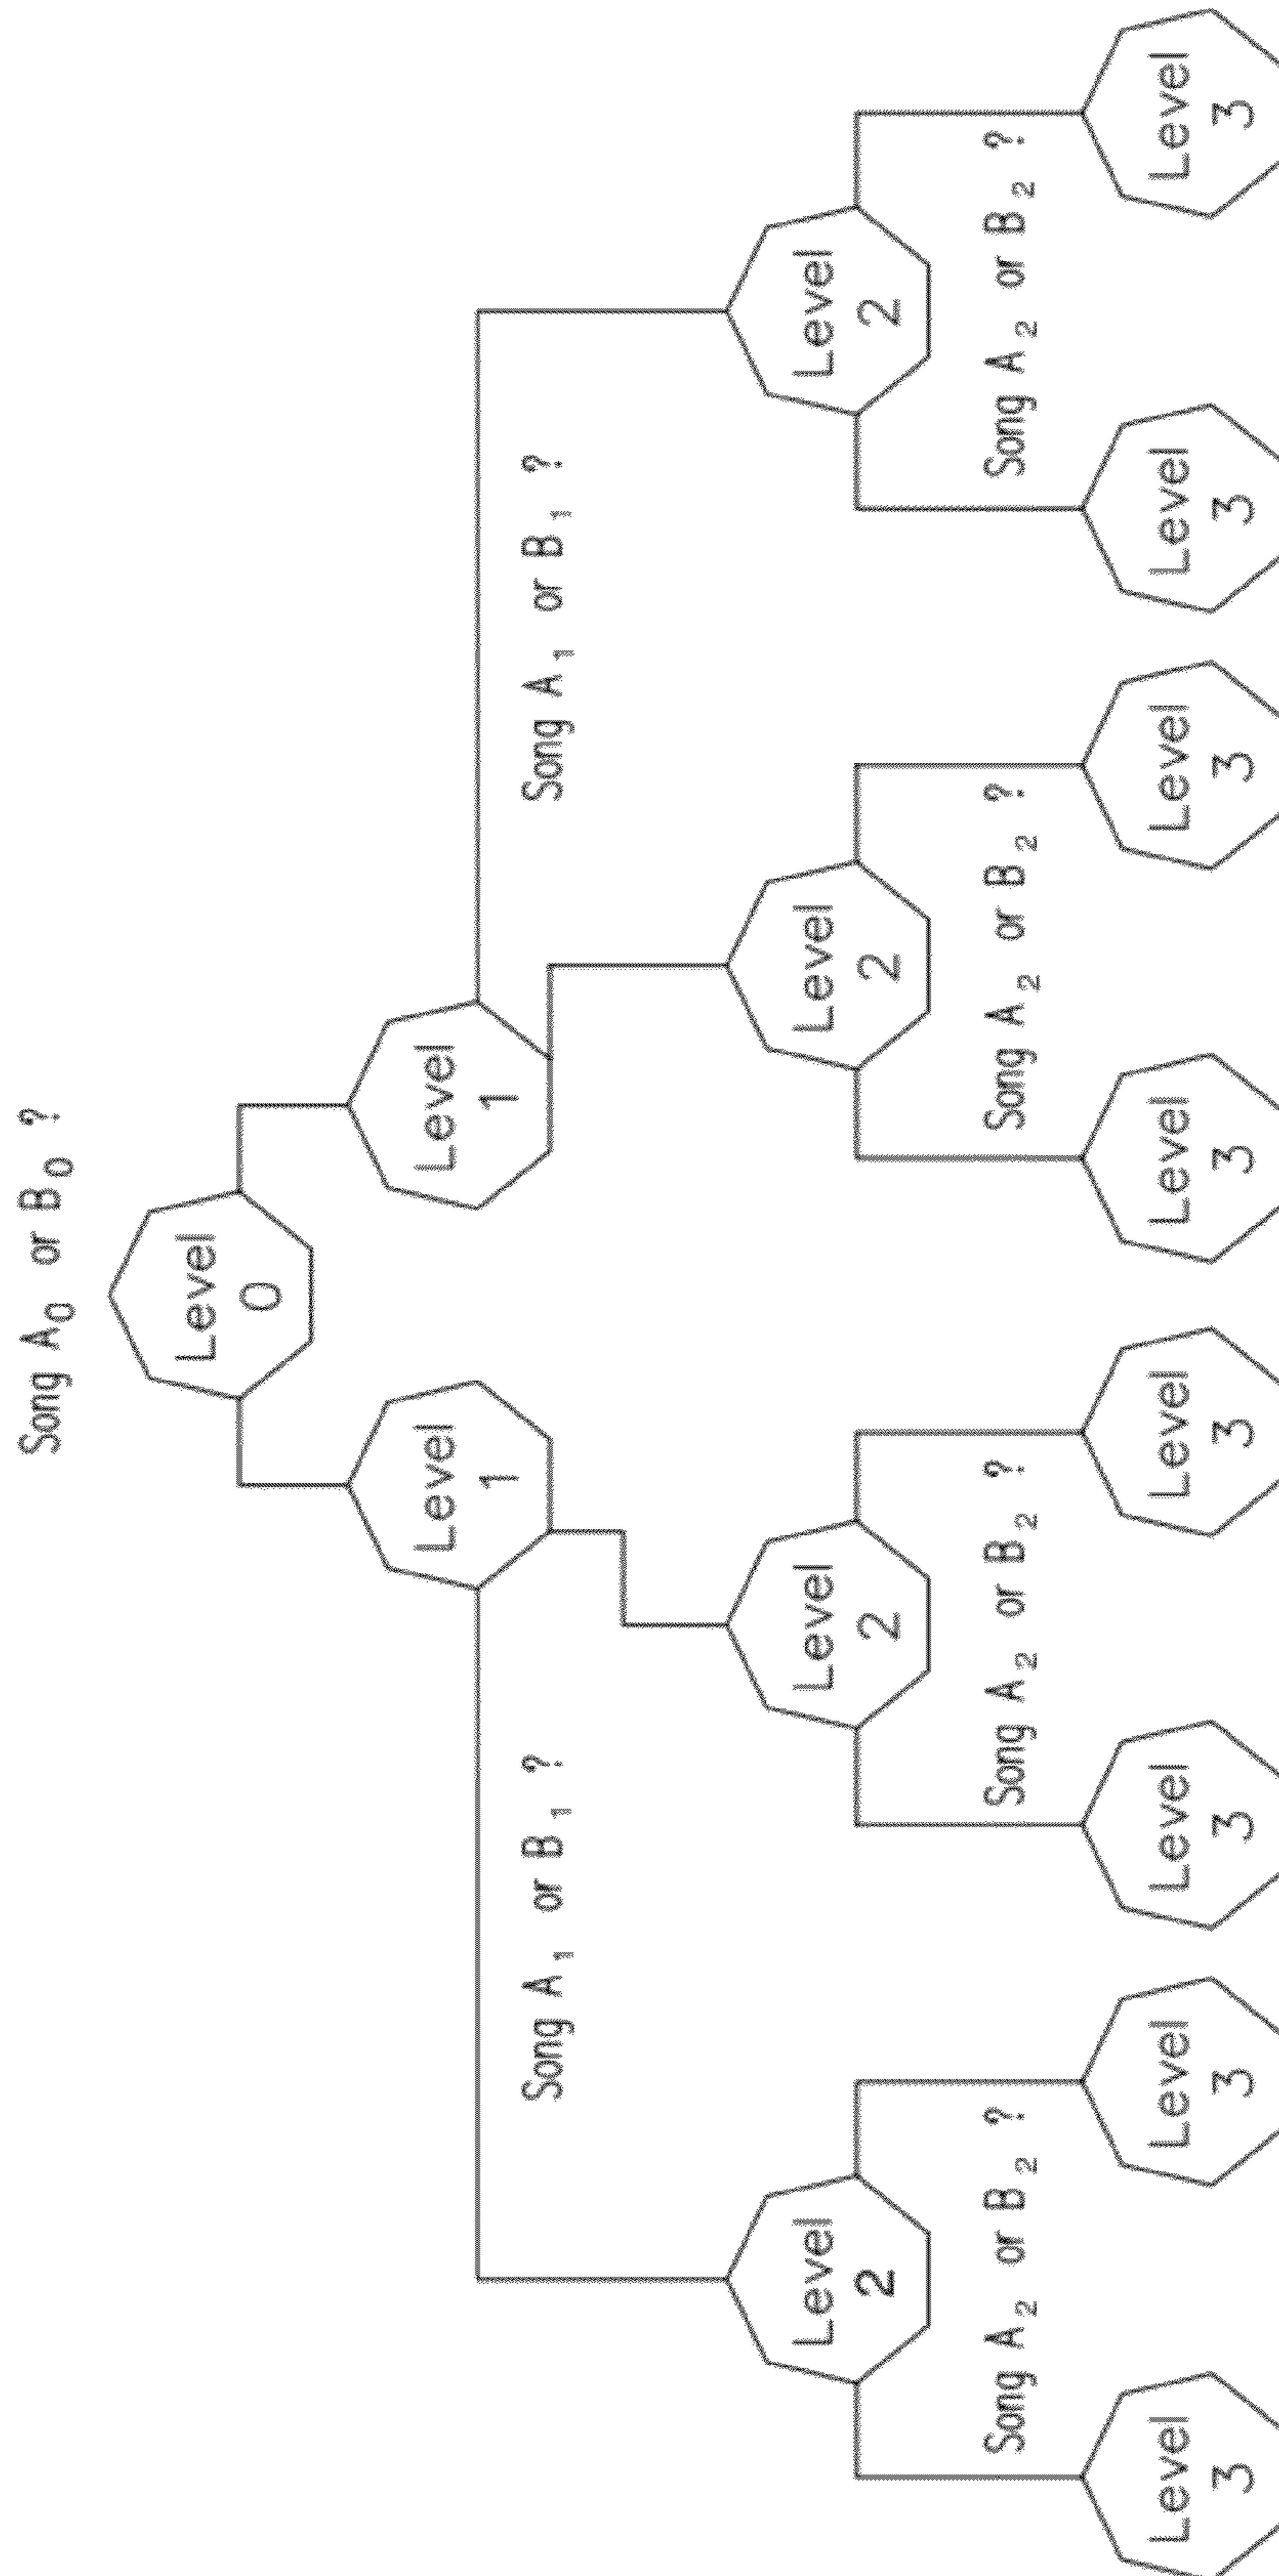 Song A₀ or B₀ ?
Level
0
Level
1
Level
1
Song A₁ or B₁ ?
Song A₁ or B₁ ?
Level
2
Level
2
Level
2
Level
2
Song A₂ or B₂ ?
Song A₂ or B₂ ?
Song A₂ or B₂ ?
Song A₂ or B₂ ?
Level
3
Level
3
Level
3
Level
3
Level
3
Level
3
Level
3
Level
3